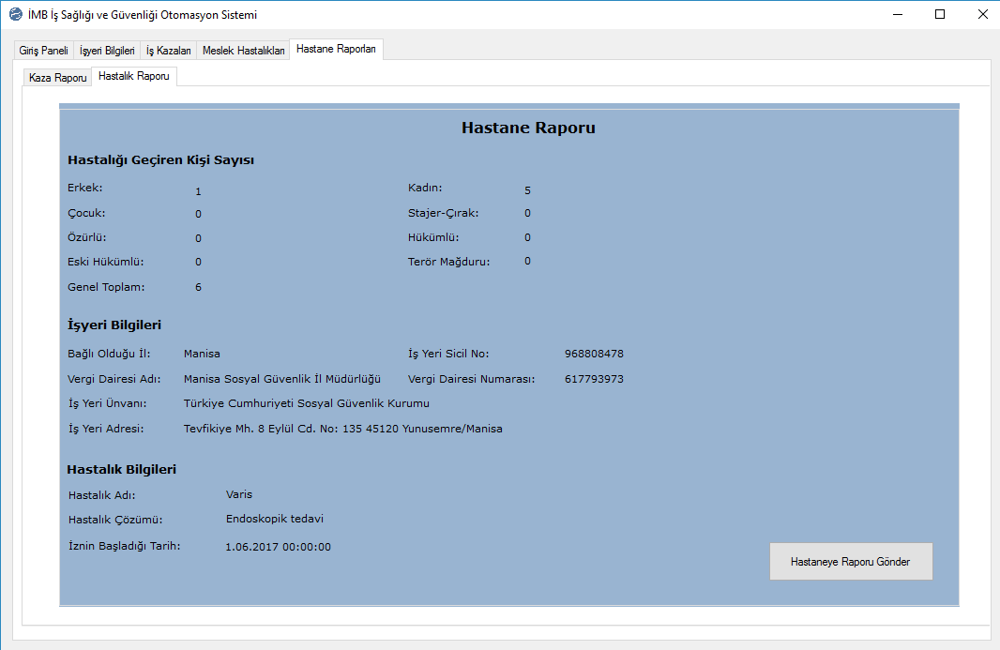 İMB İş Sağlığı ve Güvenliği Otomasyon Sistemi
Giriş Paneli İşyeri Bilgileri İş Kazaları Meslek Hastalıkları Hastane Raporları
Kaza Raporu Hastalık Raporu
Hastane Raporu
Hastalığı Geçiren Kişi Sayısı
Erkek: 1 Kadın: 5
Çocuk: 0 Stajer-Çırak: 0
Özürlü: 0 Hükümlü: 0
Eski Hükümlü: 0 Terör Mağduru: 0
Genel Toplam: 6
İşyeri Bilgileri
Bağlı Olduğu İl: Manisa İş Yeri Sicil No: 968808478
Vergi Dairesi Adı: Manisa Sosyal Güvenlik İl Müdürlüğü Vergi Dairesi Numarası: 617793973
İş Yeri Ünvanı: Türkiye Cumhuriyeti Sosyal Güvenlik Kurumu
İş Yeri Adresi: Tevfikiye Mh. 8 Eylül Cd. No: 135 45120 Yunusemre/Manisa
Hastalık Bilgileri
Hastalık Adı: Varis
Hastalık Çözümü: Endoskopik tedavi
İznin Başladığı Tarih: 1.06.2017 00:00:00
Hastaneye Raporu Gönder